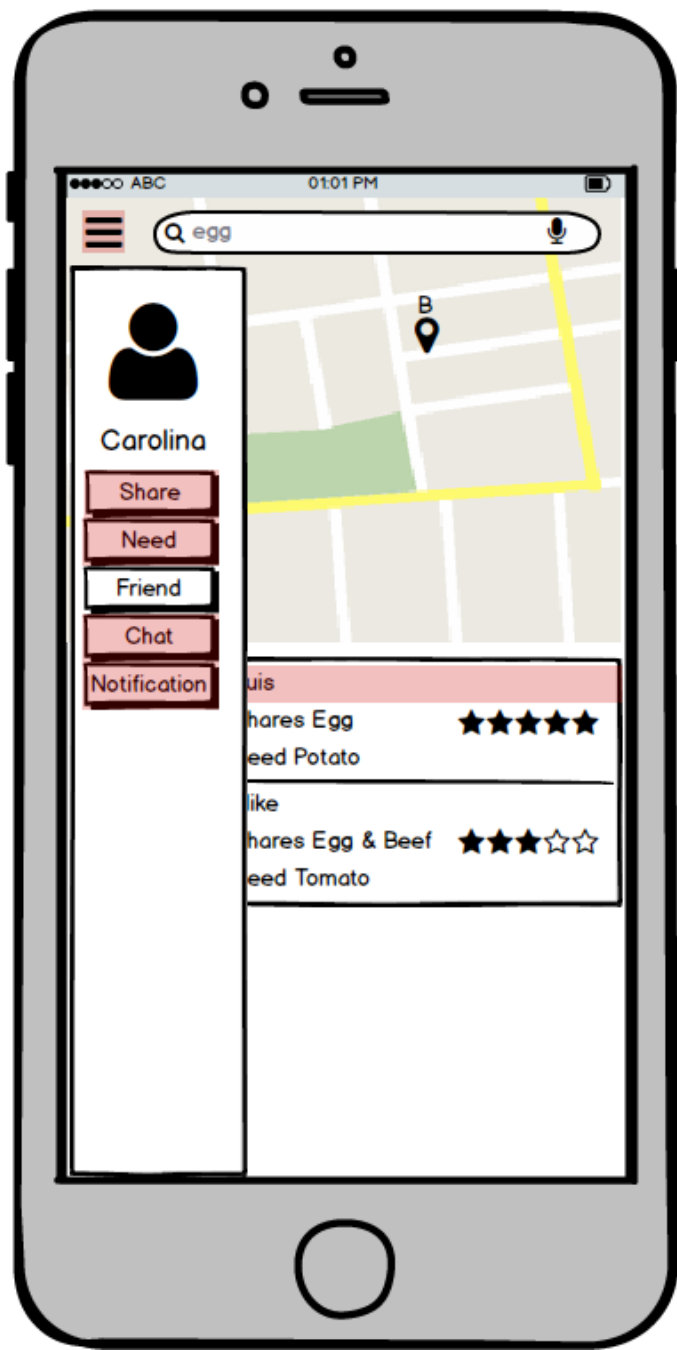 ABC 01:01 PM
egg
B
Carolina
Share
Need
Friend
Chat
Notification
uis
hares Egg
eed Potato
ike
hares Egg & Beef
eed Tomato